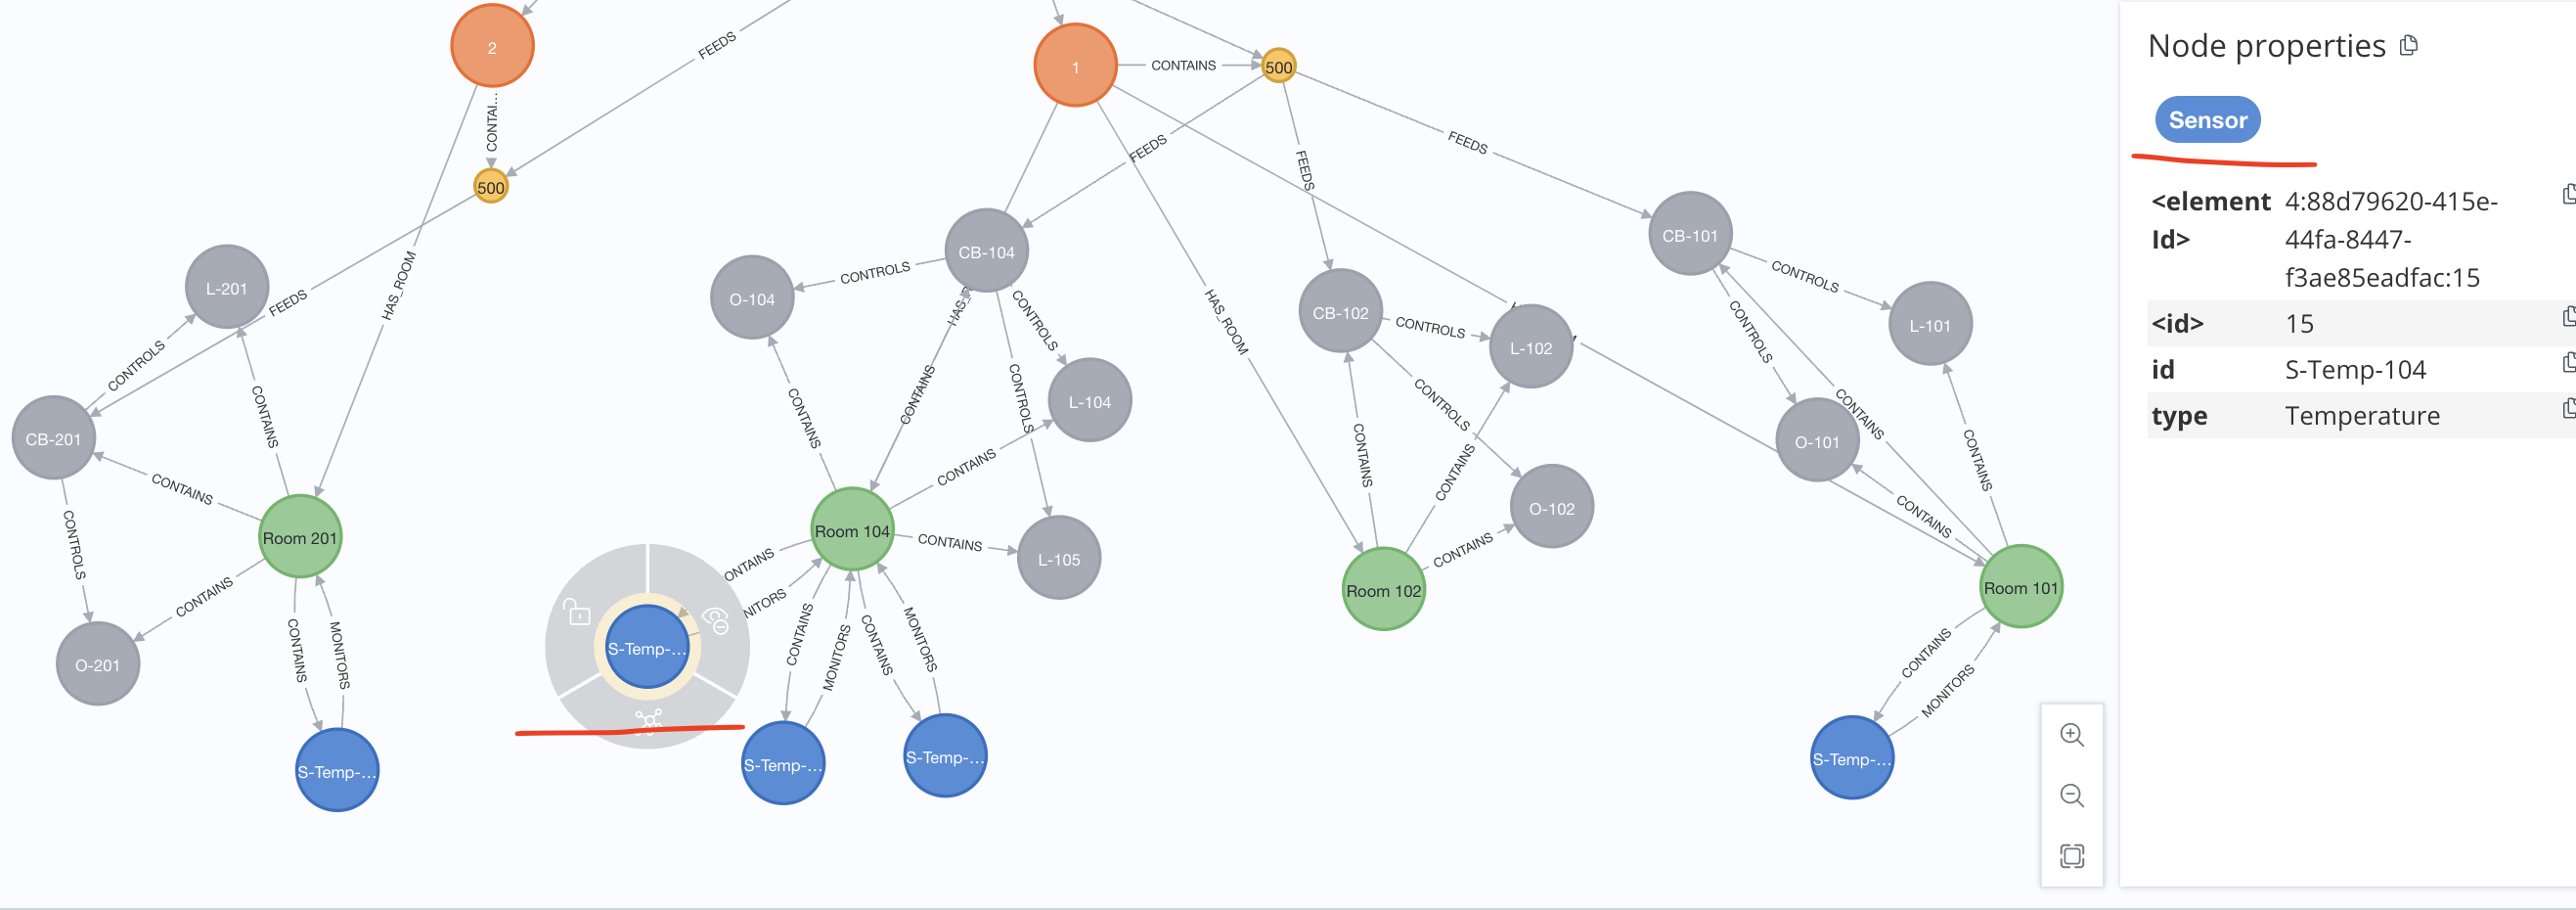 2
FEEDS
1
CONTAINS
500
CONTAI...
500
FEEDS
FEEDS
FEEDS
CB-104
CB-101
L-201
FEEDS
HAS_ROOM
O-104
CONTROLS
HAS_
CONTROLS
HAS_ROOM
CB-102
CONTROLS
L-102
CONTROLS
L-101
CONTROLS
CONTROLS
CONTAINS
CONTAINS
CONTROLS
L-104
CONTROLS
CONTAINS
CB-201
CONTAINS
CONTAINS
CONTAINS
O-101
CONTAINS
CONTAINS
CONTAINS
CONTAINS
O-102
CONTAINS
CONTROLS
Room 201
Room 104
CONTAINS
L-105
CONTAINS
Room 102
Room 101
CONTAINS
ONTAINS
NITORS
O-201
CONTAINS
MONITORS
S-Temp-...
CONTAINS
MONITORS
CONTAINS
MONITORS
CONTAINS
MONITORS
S-Temp-...
S-Temp-...
S-Temp-...
S-Temp-...
Node properties
Sensor
<element 4:88d79620-415e-
Id> 44fa-8447-
f3ae85eadfac:15
<id> 15
id S-Temp-104
type Temperature